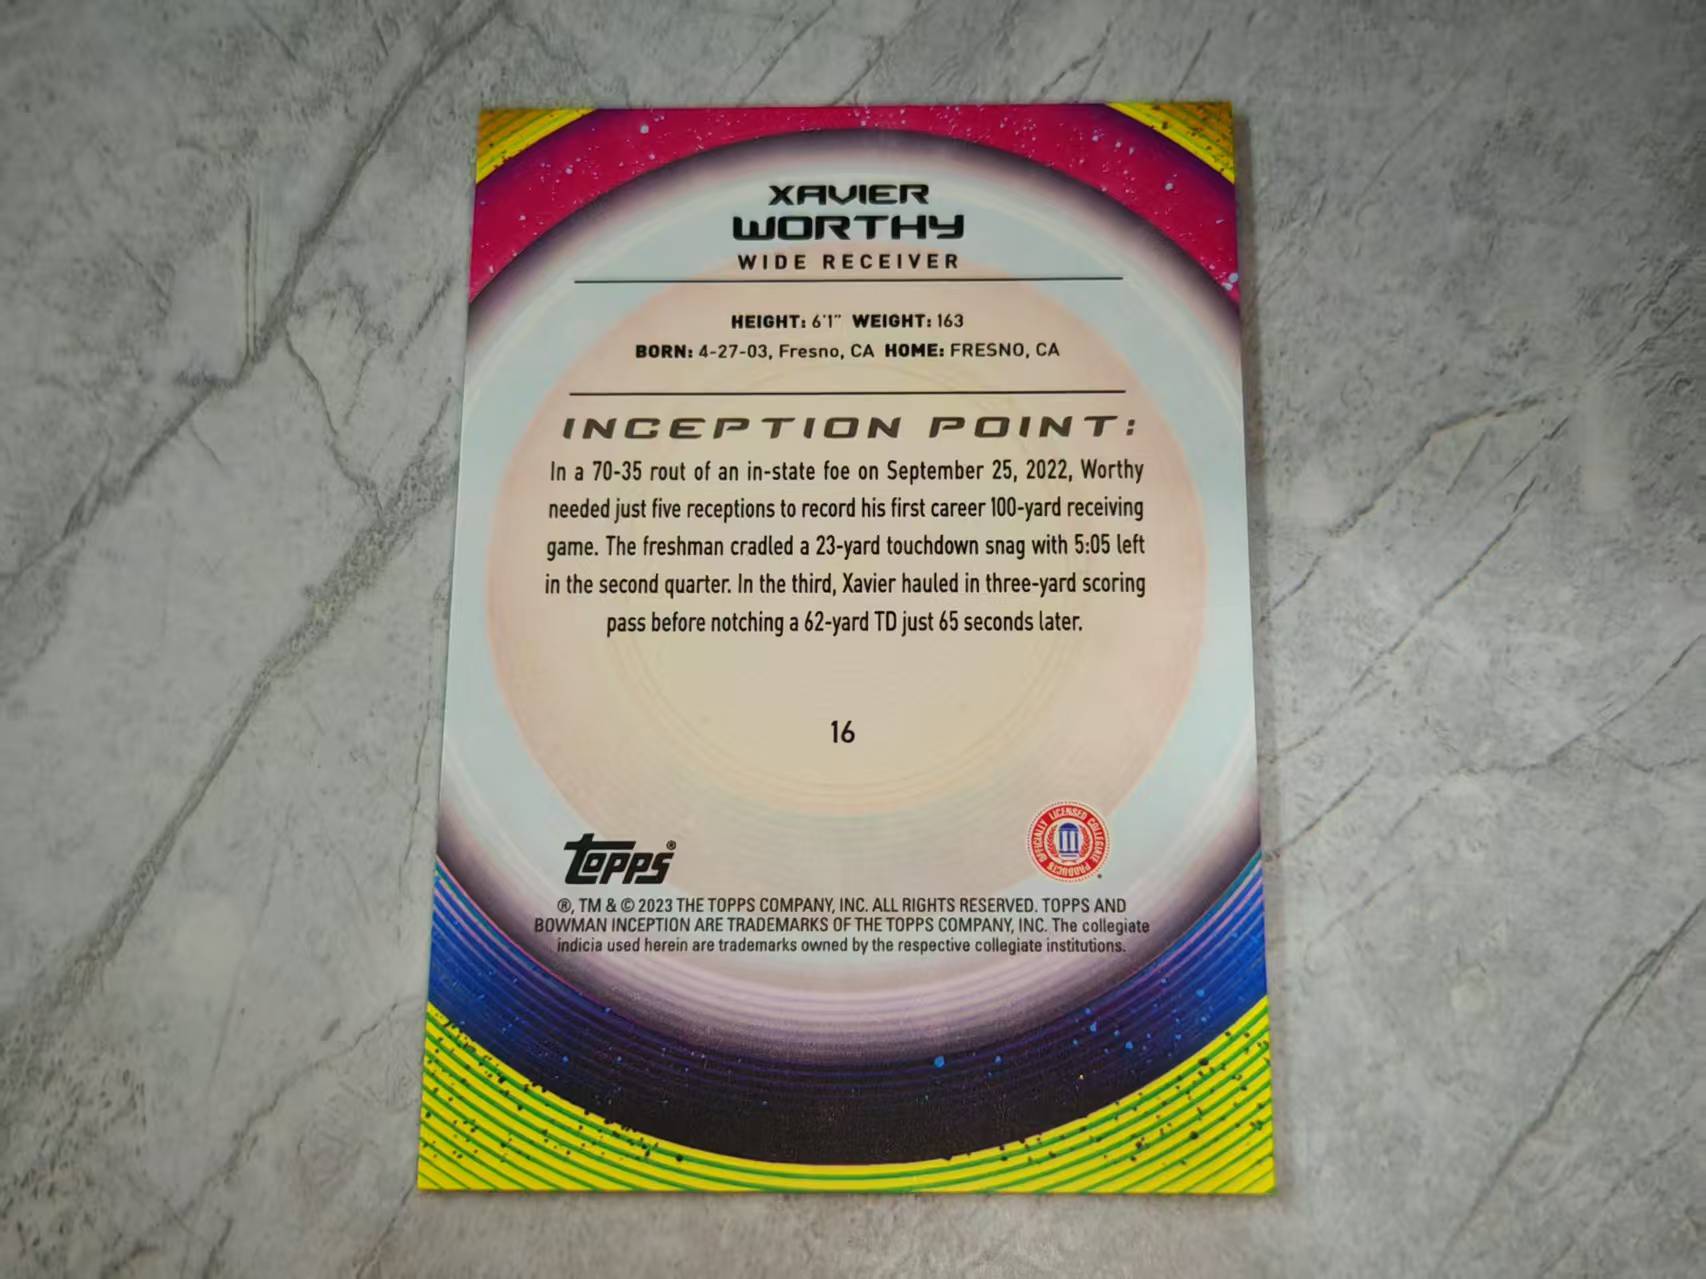 XAVIER
WORTHY
WIDE RECEIVER
HEIGHT: 6'1" WEIGHT: 163
BORN: 4-27-03, Fresno, CA HOME: FRESNO, CA
INCEPTION POINT:
In a 70-35 rout of an in-state foe on September 25, 2022, Worthy
needed just five receptions to record his first career 100-yard receiving
game. The freshman cradled a 23-yard touchdown snag with 5:05 left
in the second quarter. In the third, Xavier hauled in three-yard scoring
pass before notching a 62-yard TD just 65 seconds later.
16
topps®
OFFICIALLY LICENSED COLLEGIATE PRODUCTS
®, TM & © 2023 THE TOPPS COMPANY, INC. ALL RIGHTS RESERVED. TOPPS AND
BOWMAN INCEPTION ARE TRADEMARKS OF THE TOPPS COMPANY, INC. The collegiate
indicia used herein are trademarks owned by the respective collegiate institutions.